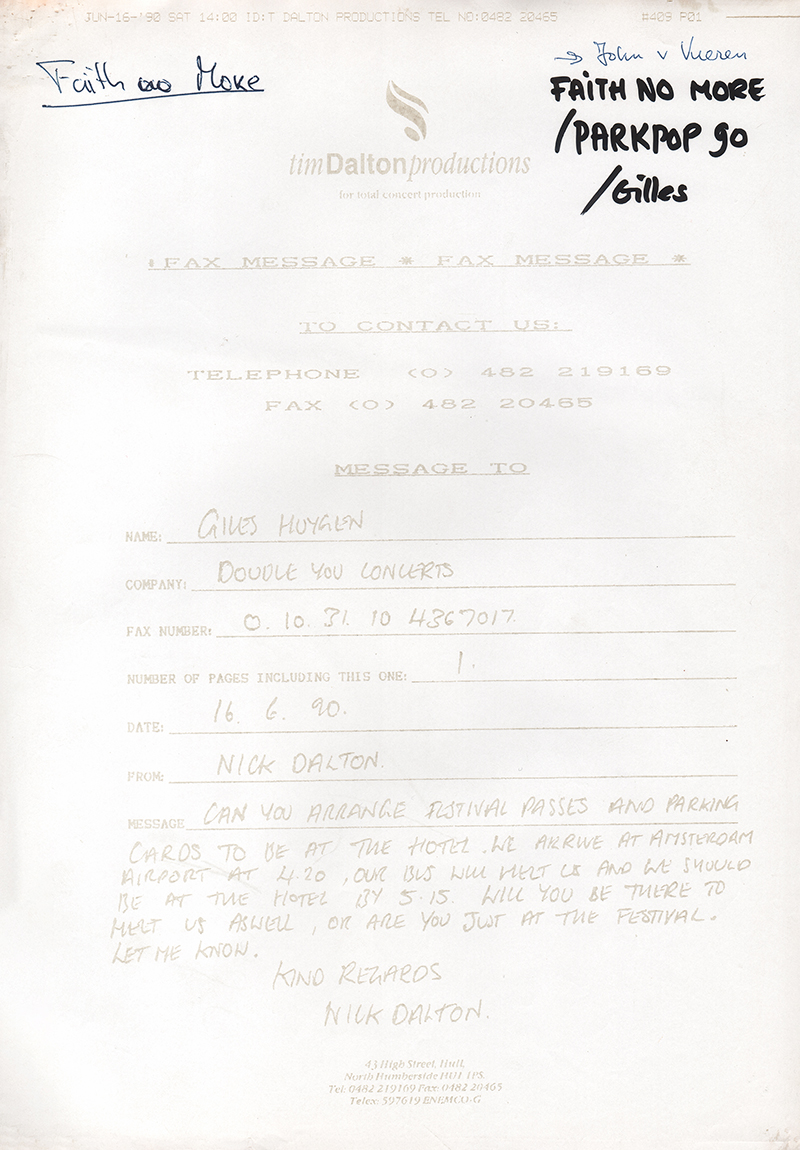 JUN-16-'90 SAT 14:00 ID:T DALTON PRODUCTIONS TEL NO:0482 20465 #409 P01
Faith no More
→ John v Vueren
FAITH NO MORE
/PARKPOP 90
/Gilles
timDaltonproductions
for total concert production
* FAX MESSAGE * FAX MESSAGE *
TO CONTACT US:
TELEPHONE (0) 482 219169
FAX (0) 482 20465
MESSAGE TO
NAME: GILES HUYGLEN
COMPANY: DOUDLE YOU CONCERTS
FAX NUMBER: 0.10.31.10 4367017.
NUMBER OF PAGES INCLUDING THIS ONE: 1.
DATE: 16. 6. 90.
FROM: NICK DALTON.
MESSAGE CAN YOU ARRANGE FESTIVAL PASSES AND PARKING
CARDS TO BE AT THE HOTEL. WE ARRIVE AT AMSTERDAM
AIRPORT AT 4.20, OUR BUS WILL MEET US AND WE SHOULD
BE AT THE HOTEL BY 5.15. WILL YOU BE THERE TO
MEET US ASWELL, OR ARE YOU JUST AT THE FESTIVAL.
LET ME KNOW.
KIND REGARDS
NICK DALTON.
43 High Street, Hull,
North Humberside HU1 1PS.
Tel: 0482 219169 Fax: 0482 20465
Telex: 597619 ENEMCO-G